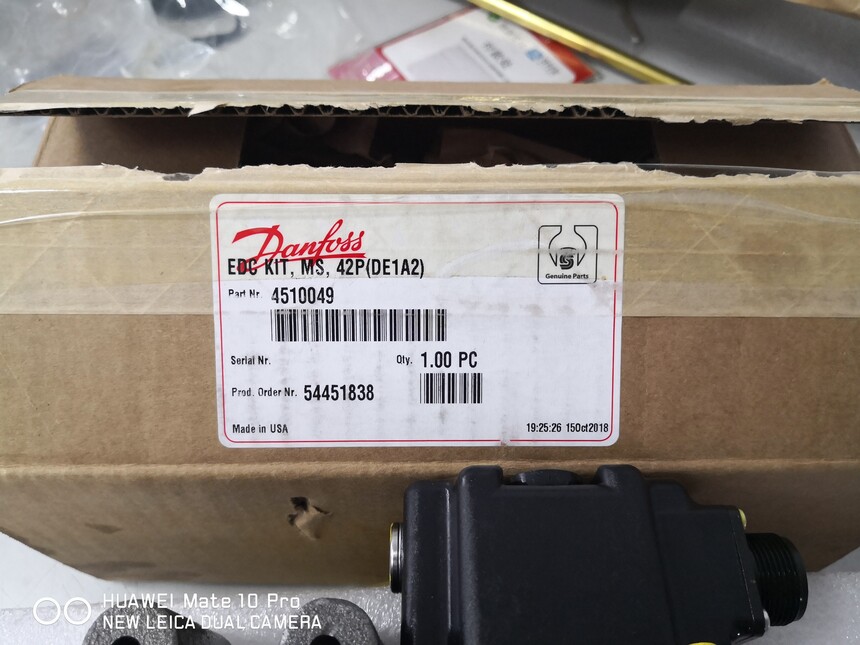 Danfoss
EDC KIT, MS, 42P(DE1A2)
Genuine Parts
Part Nr. 4510049
Serial Nr.
Qty. 1.00 PC
Prod. Order Nr. 54451838
Made in USA
19:25:26 15Oct2018
HUAWEI Mate 10 Pro
NEW LEICA DUAL CAMERA